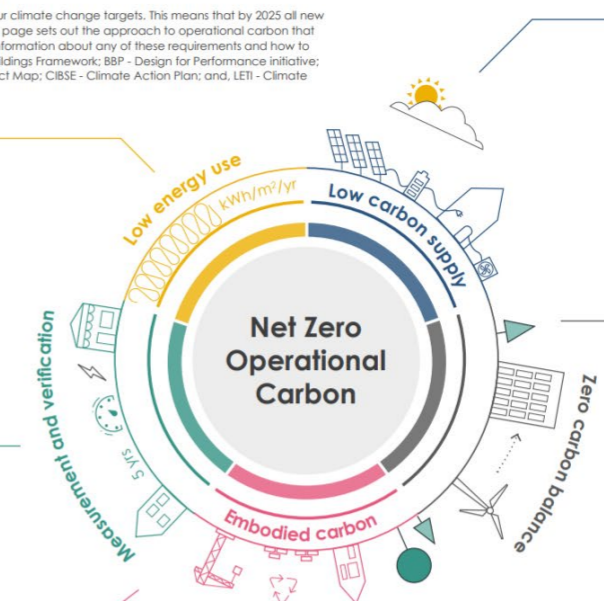 ur climate change targets. This means that by 2025 all new
page sets out the approach to operational carbon that
formation about any of these requirements and how to
ldings Framework; BBP - Design for Performance initiative;
ct Map; CIBSE - Climate Action Plan; and, LETI - Climate
Low energy use
kWh/m²/yr
Low carbon supply
Net Zero
Operational
Carbon
Measurement and verification
5 yrs
Zero carbon balance
Embodied carbon